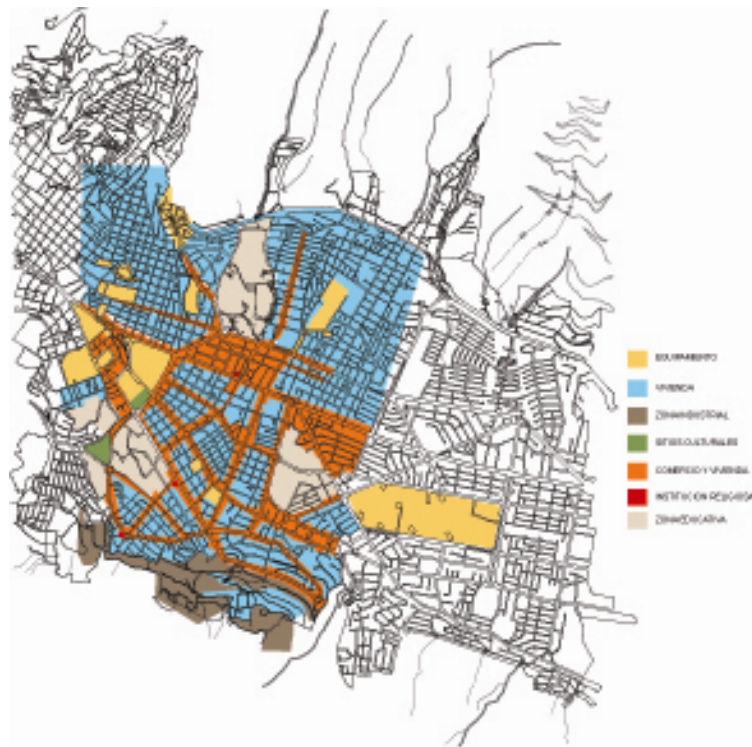 EQUIPAMIENTO
VIVIENDA
ZONA INDUSTRIAL
SITIOS CULTURALES
COMERCIO Y VIVIENDA
INSTITUCION RELIGIOSA
ZONA EDUCATIVA